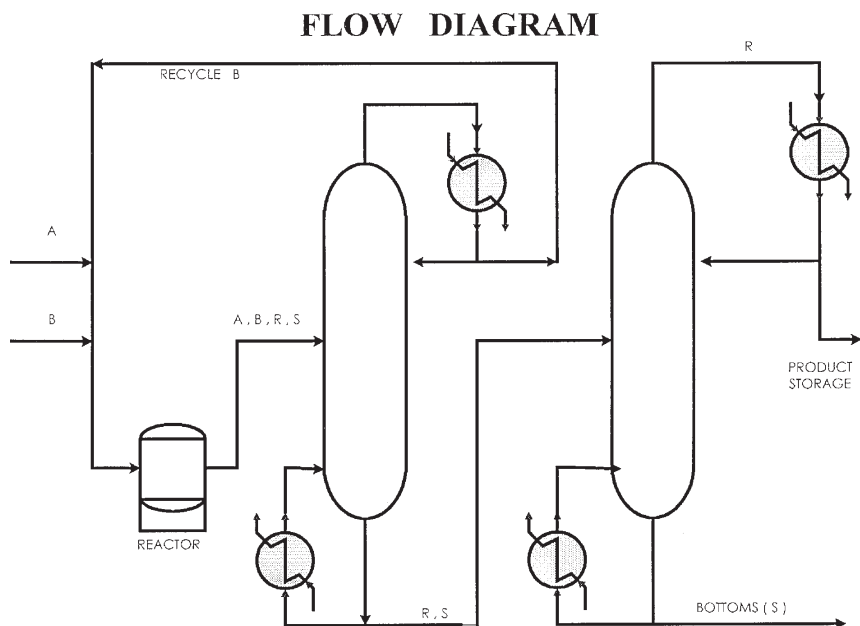 FLOW DIAGRAM
R
RECYCLE B
A
B
A , B , R , S
PRODUCT
STORAGE
REACTOR
R , S
BOTTOMS ( S )